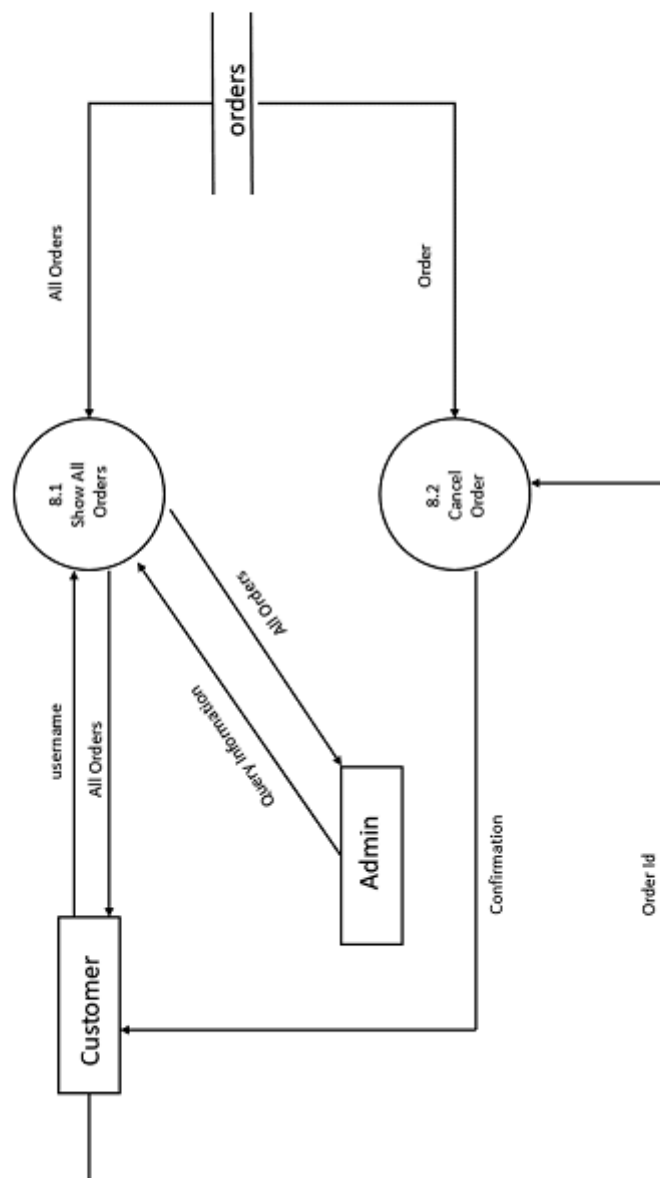 username
All Orders
Customer
8.1
Show All
Orders
All Orders
Query Information
All Orders
Admin
orders
Confirmation
8.2
Cancel
Order
Order
Order Id